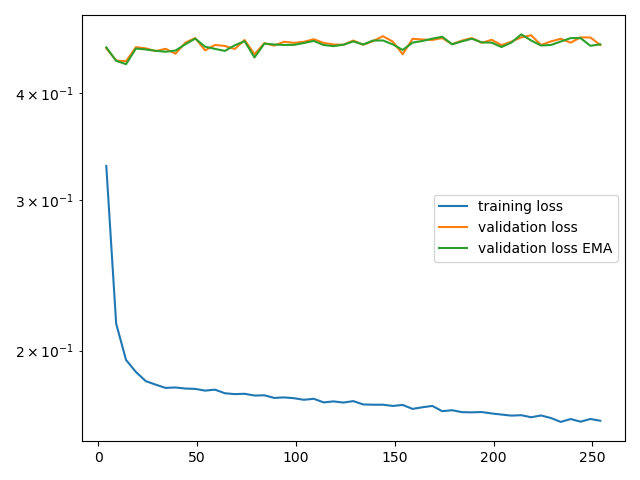 4 × 10⁻¹
3 × 10⁻¹
2 × 10⁻¹
training loss
validation loss
validation loss EMA
0 50 100 150 200 250